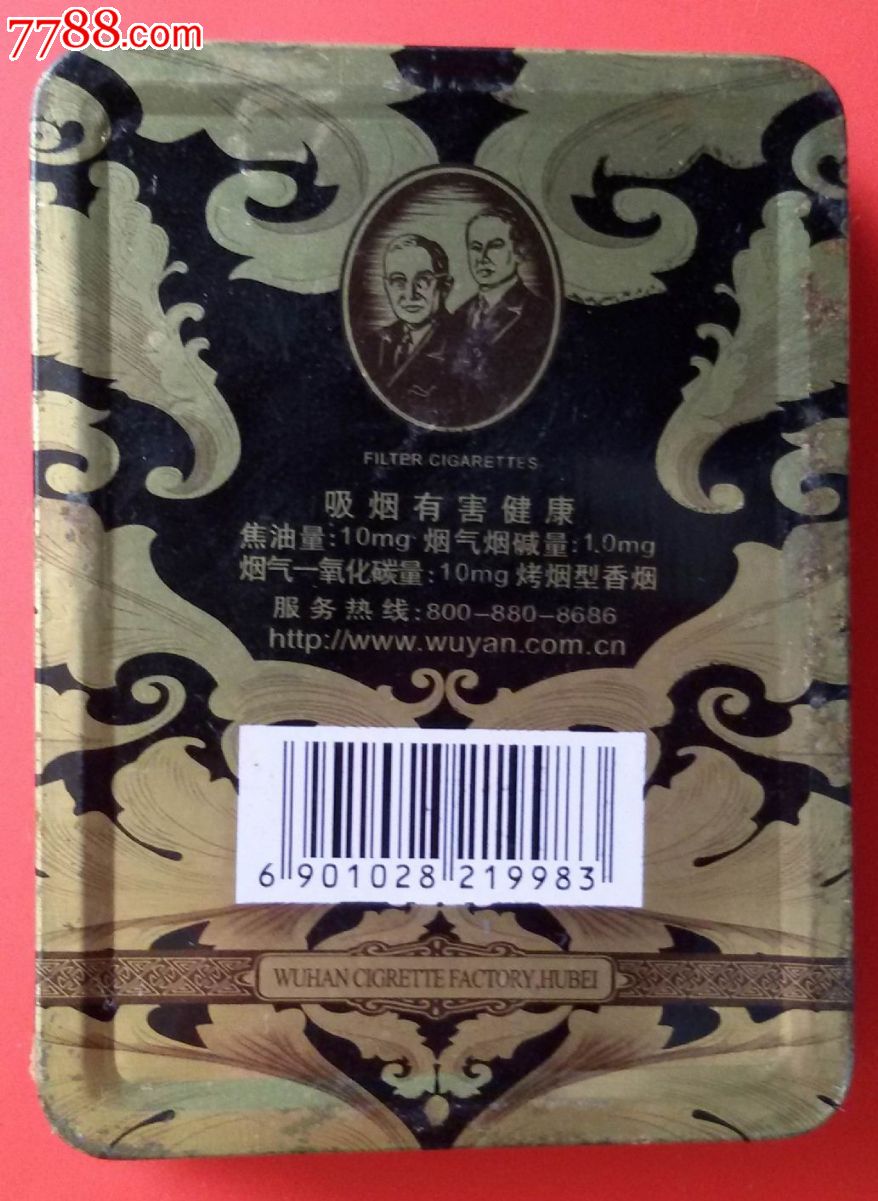 7788.com
FILTER CIGARETTES
吸烟有害健康
焦油量:10mg 烟气烟碱量:1.0mg
烟气一氧化碳量:10mg 烤烟型香烟
服务热线:800-880-8686
http://www.wuyan.com.cn
6 901028 219983
WUHAN CIGRETTE FACTORY,HUBEI